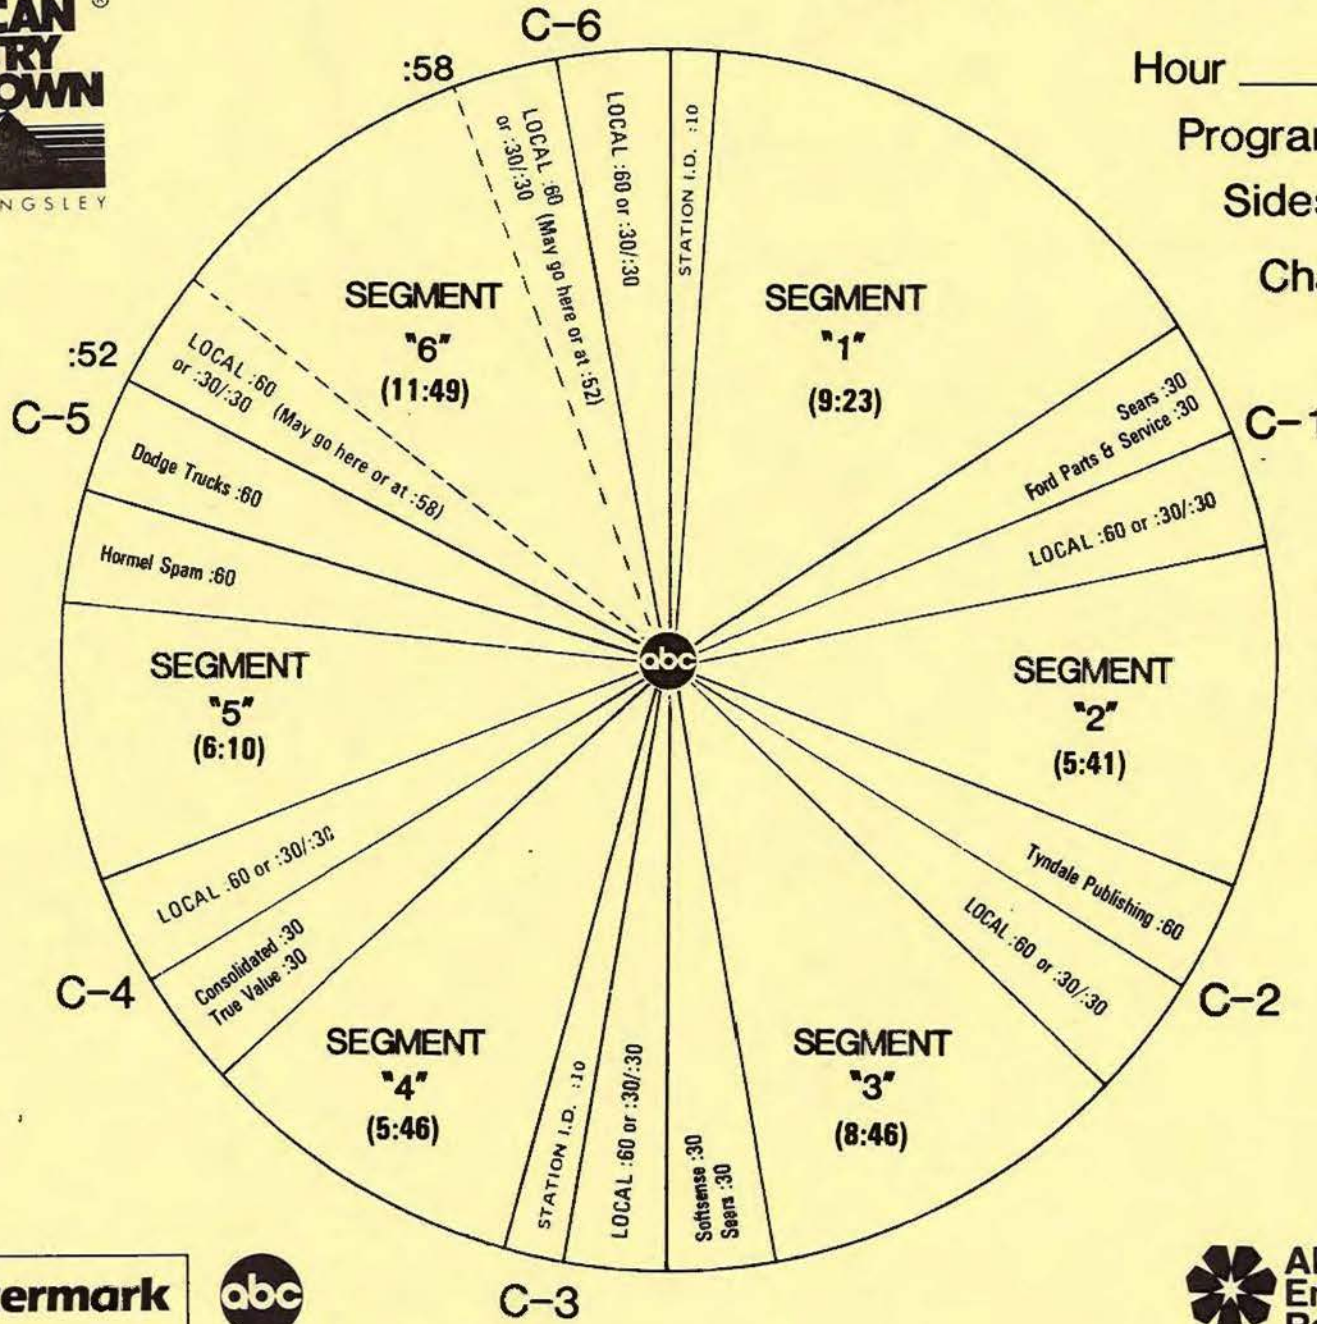 CAN ®
TRY
OWN
NGSLEY
Hour
Sides
C-6
:58
LOCAL :60 (May go here or at :52)
or :30/:30
LOCAL :60 or :30/:30
STATION I.D. :10
SEGMENT
"1"
(9:23)
Sears :30
Ford Parts & Service :30
C-1
LOCAL :60 or :30/:30
SEGMENT
"2"
(5:41)
Tyndale Publishing :60
C-2
LOCAL :60 or :30/:30
SEGMENT
"3"
(8:46)
Softsense :30
Sears :30
C-3
LOCAL :60 or :30/:30
STATION I.D. :10
SEGMENT
"4"
(5:46)
Consolidated :30
True Value :30
C-4
LOCAL :60 or :30/:30
SEGMENT
"5"
(6:10)
Hormel Spam :60
Dodge Trucks :60
C-5
:52
LOCAL :60 (May go here or at :58)
or :30/:30
SEGMENT
"6"
(11:49)
abc
ermark
abc